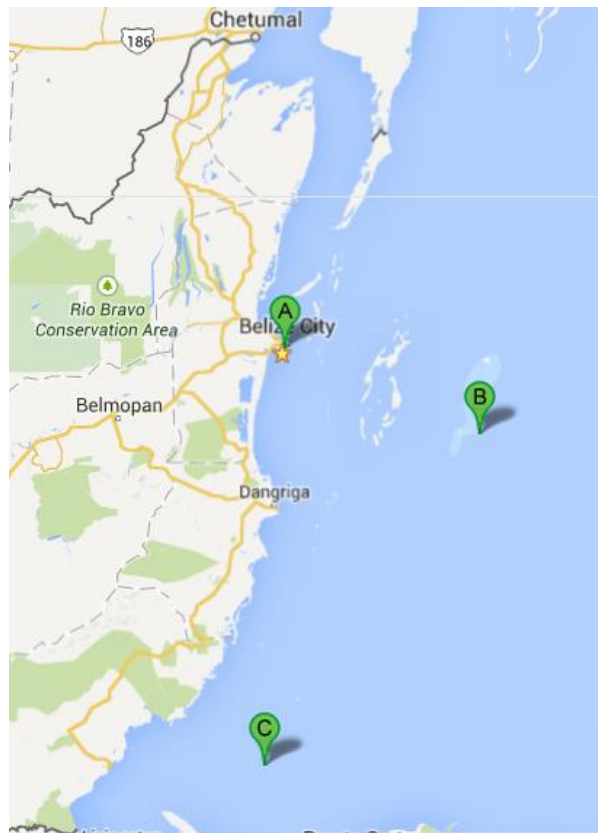 Chetumal
186
A
Rio Bravo
Conservation Area
Belize City
B
Belmopan
Dangriga
C